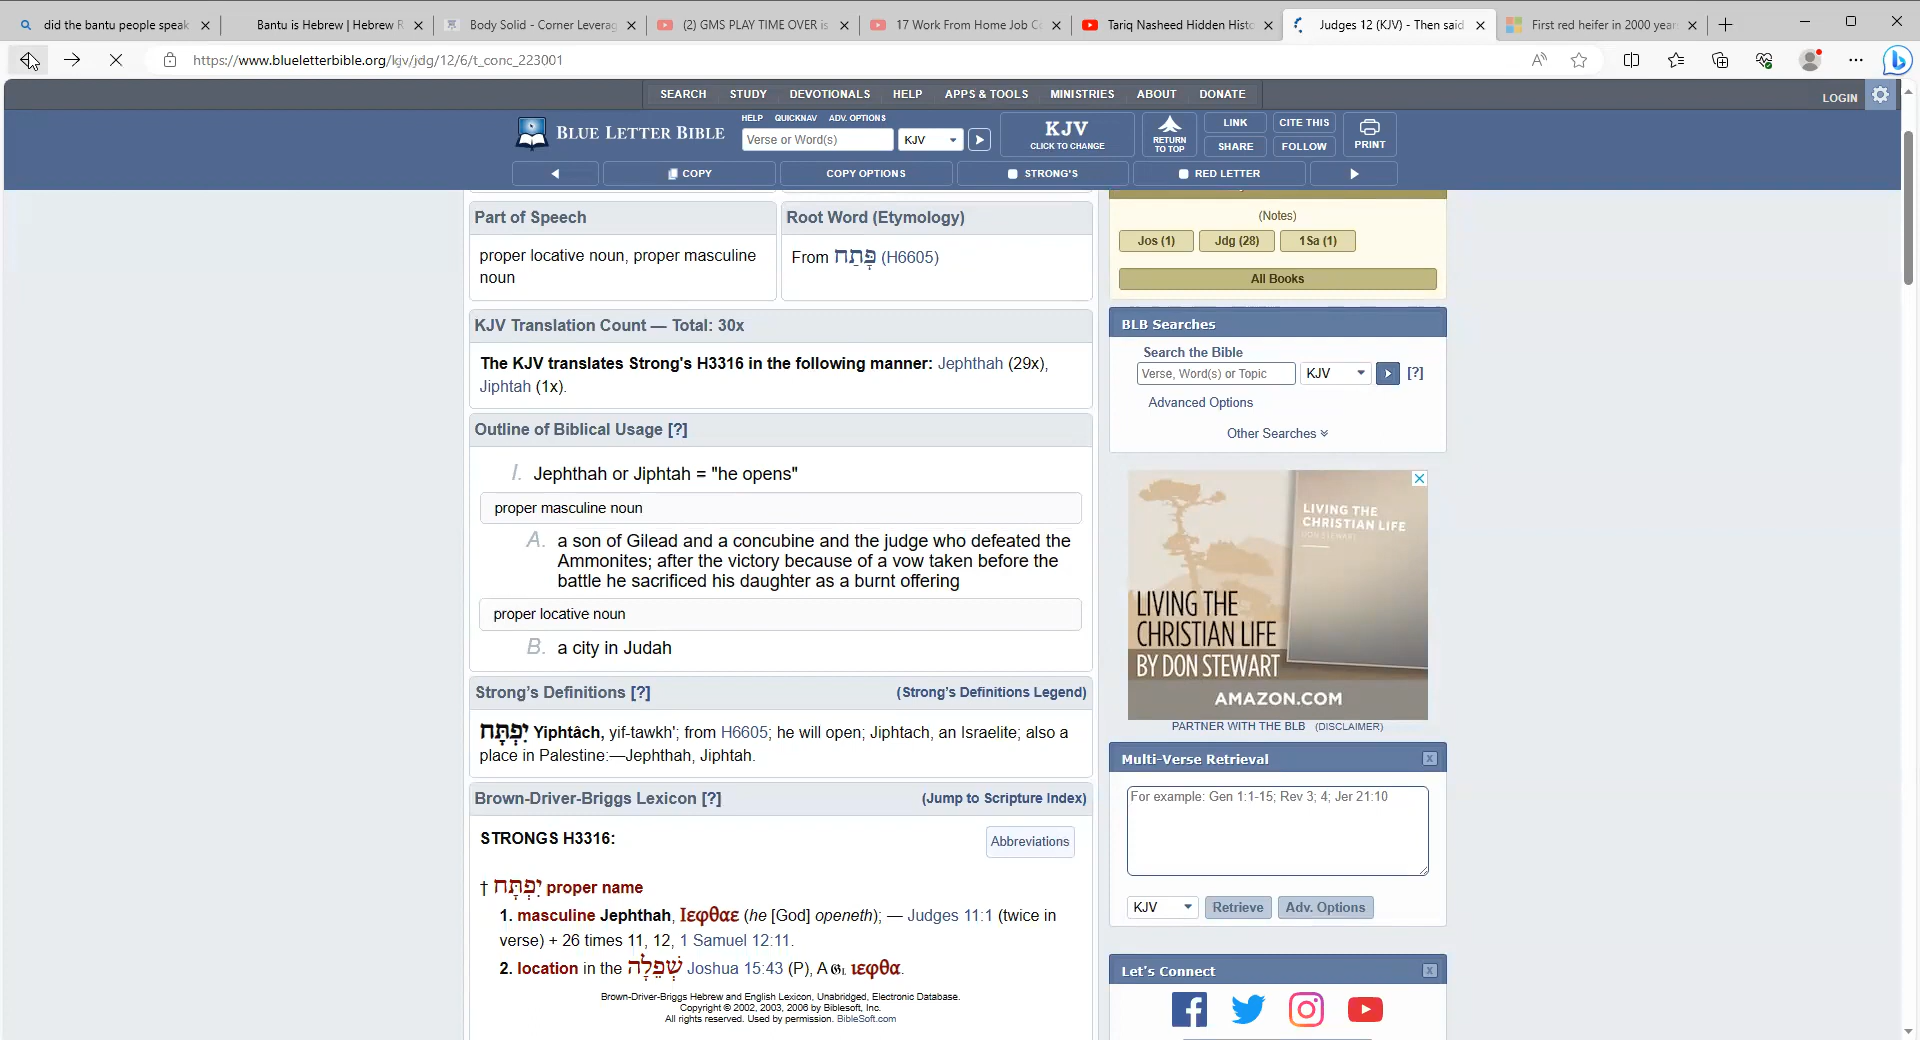 did the bantu people speak
Bantu is Hebrew | Hebrew R
Body Solid - Corner Leverag
(2) GMS PLAY TIME OVER is
17 Work From Home Job C
Tariq Nasheed Hidden Histo
Judges 12 (KJV) - Then said
First red heifer in 2000 year
https://www.blueletterbible.org/kjv/jdg/12/6/t_conc_223001
SEARCH STUDY DEVOTIONALS HELP APPS & TOOLS MINISTRIES ABOUT DONATE
LOGIN
BLUE LETTER BIBLE
HELP QUICKNAV ADV. OPTIONS
Verse or Word(s)
KJV
KJV
CLICK TO CHANGE
RETURN
TO TOP
LINK
CITE THIS
SHARE
FOLLOW
PRINT
COPY
COPY OPTIONS
STRONG'S
RED LETTER
Part of Speech
proper locative noun, proper masculine
noun
Root Word (Etymology)
From פָּתַח (H6605)
KJV Translation Count — Total: 30x
The KJV translates Strong's H3316 in the following manner: Jephthah (29x),
Jiphtah (1x).
Outline of Biblical Usage [?]
I. Jephthah or Jiphtah = "he opens"
proper masculine noun
A. a son of Gilead and a concubine and the judge who defeated the
Ammonites; after the victory because of a vow taken before the
battle he sacrificed his daughter as a burnt offering
proper locative noun
B. a city in Judah
Strong's Definitions [?]
(Strong's Definitions Legend)
יִפְתָּח Yiphtâch, yif-tawkh'; from H6605; he will open; Jiphtach, an Israelite; also a
place in Palestine:—Jephthah, Jiphtah.
Brown-Driver-Briggs Lexicon [?]
(Jump to Scripture Index)
STRONGS H3316:
Abbreviations
† יִפְתָּח proper name
1. masculine Jephthah, Ιεφθαε (he [God] openeth); — Judges 11:1 (twice in
verse) + 26 times 11, 12, 1 Samuel 12:11.
2. location in the שְׁפֵלָה Joshua 15:43 (P), A 𝔊L ιεφθα.
Brown-Driver-Briggs Hebrew and English Lexicon, Unabridged, Electronic Database.
Copyright © 2002, 2003, 2006 by Biblesoft, Inc.
All rights reserved. Used by permission. BibleSoft.com
(Notes)
Jos (1) Jdg (28) 1Sa (1)
All Books
BLB Searches
Search the Bible
Verse, Word(s) or Topic
KJV
[?]
Advanced Options
Other Searches
LIVING THE
CHRISTIAN LIFE
DON STEWART
LIVING THE
CHRISTIAN LIFE
BY DON STEWART
AMAZON.COM
PARTNER WITH THE BLB (DISCLAIMER)
Multi-Verse Retrieval
x
For example: Gen 1:1-15; Rev 3; 4; Jer 21:10
KJV
Retrieve
Adv. Options
Let's Connect
x